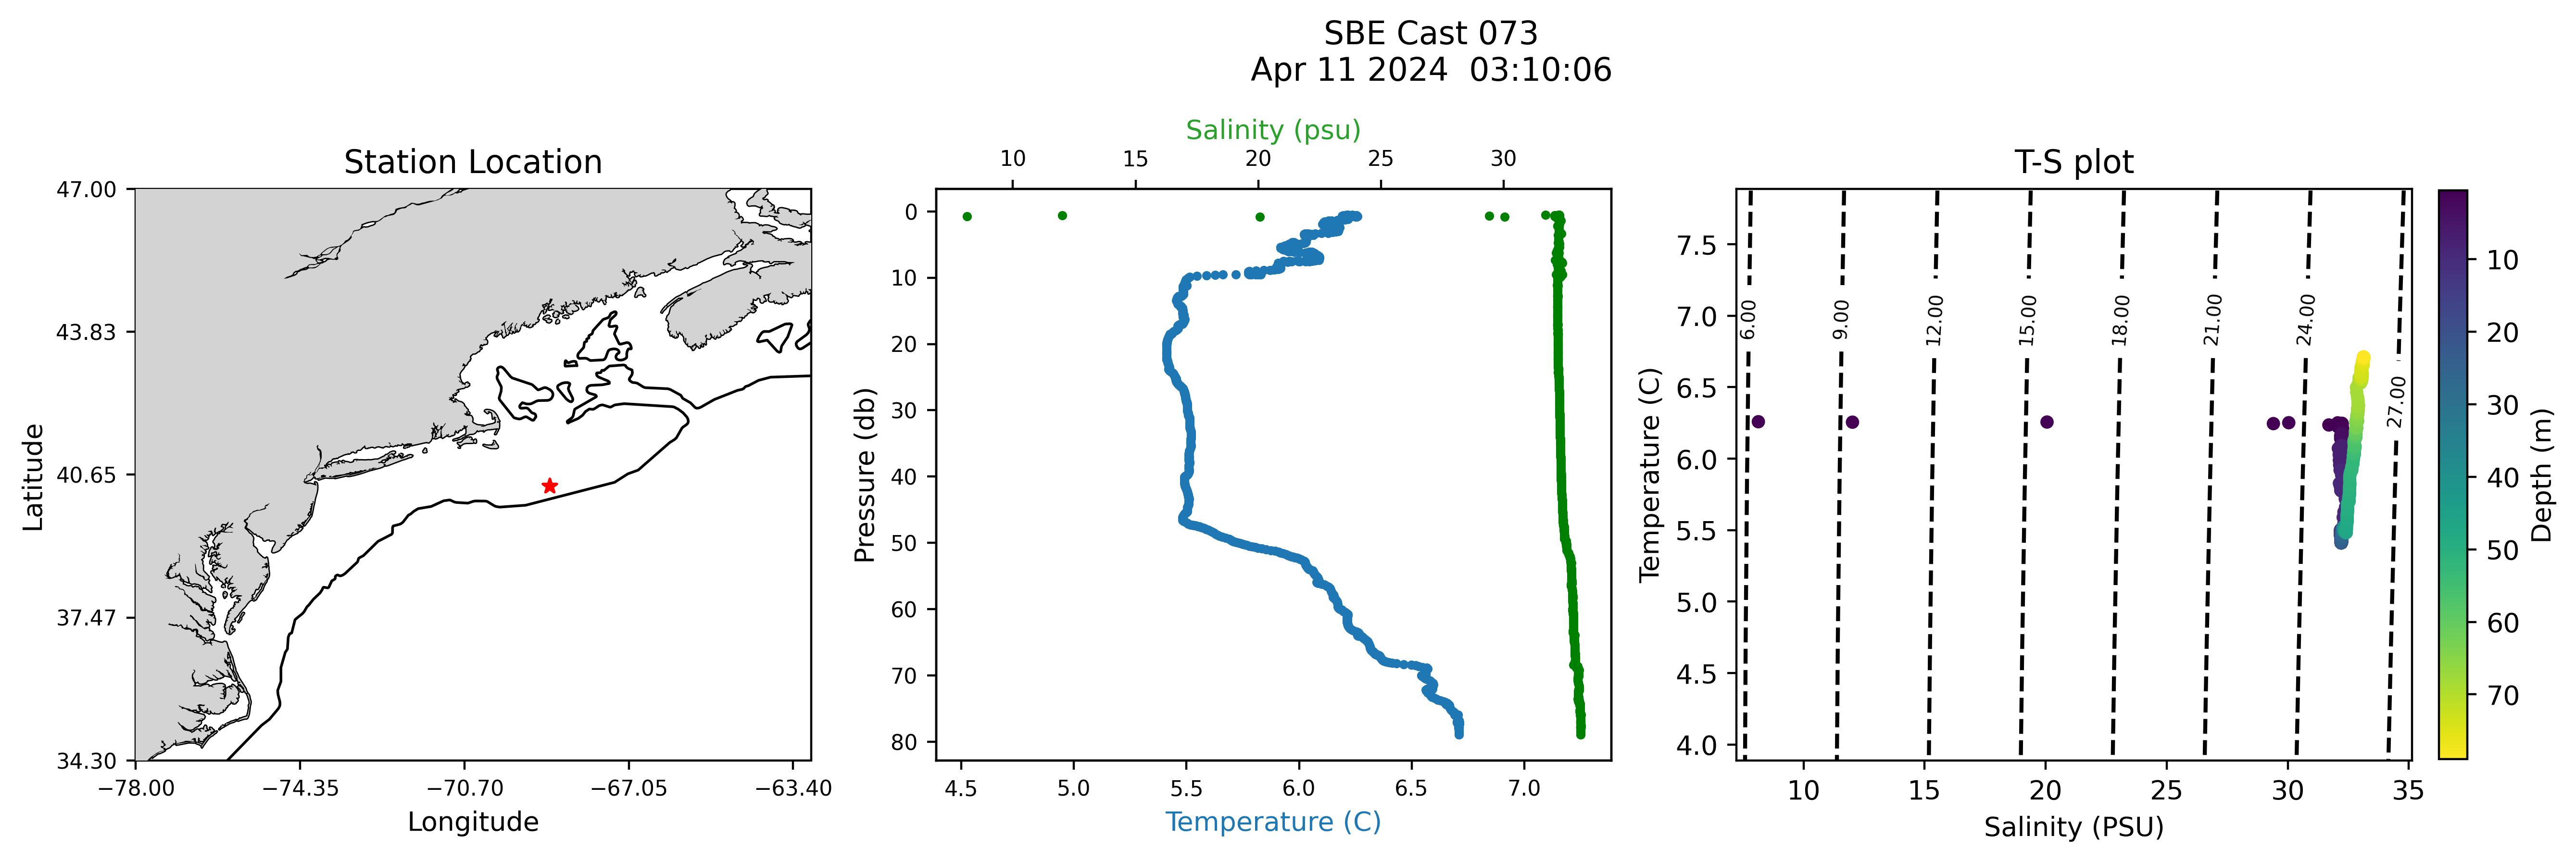 SBE Cast 073
Apr 11 2024  03:10:06
Station Location
47.00
43.83
40.65
37.47
34.30
Latitude
−78.00 −74.35 −70.70 −67.05 −63.40
Longitude
Salinity (psu)
10 15 20 25 30
0
10
20
30
40
50
60
70
80
Pressure (db)
4.5 5.0 5.5 6.0 6.5 7.0
Temperature (C)
T-S plot
7.5
7.0
6.5
6.0
5.5
5.0
4.5
4.0
Temperature (C)
6.00 9.00 12.00 15.00 18.00 21.00 24.00 27.00
10 15 20 25 30 35
Salinity (PSU)
10
20
30
40
50
60
70
Depth (m)